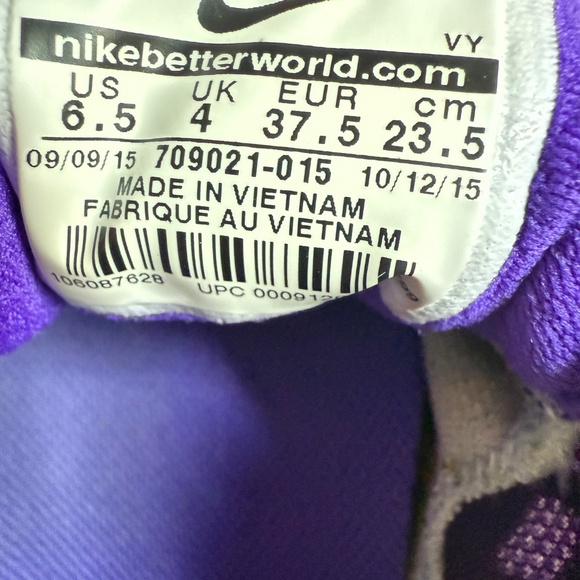 VY
nikebetterworld.com
US UK EUR cm
6.5 4 37.5 23.5
09/09/15 709021-015 10/12/15
MADE IN VIETNAM
FABRIQUE AU VIETNAM
106087628 UPC